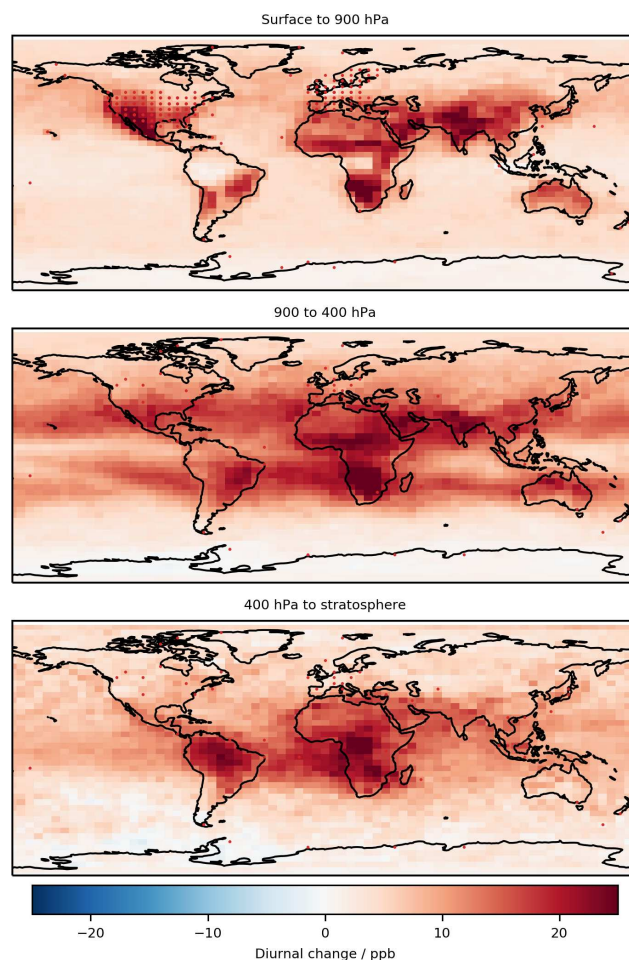 Surface to 900 hPa
900 to 400 hPa
400 hPa to stratosphere
−20 −10 0 10 20
Diurnal change / ppb